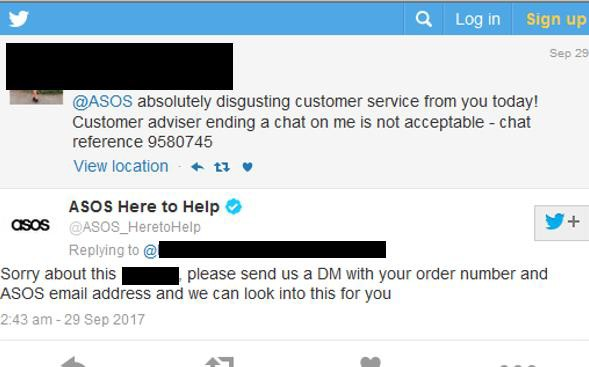 Log in
Sign up
Sep 29
@ASOS absolutely disgusting customer service from you today!
Customer adviser ending a chat on me is not acceptable - chat
reference 9580745
View location
ASOS Here to Help
asos
@ASOS_HeretoHelp
Replying to @
Sorry about this , please send us a DM with your order number and
ASOS email address and we can look into this for you
2:43 am - 29 Sep 2017